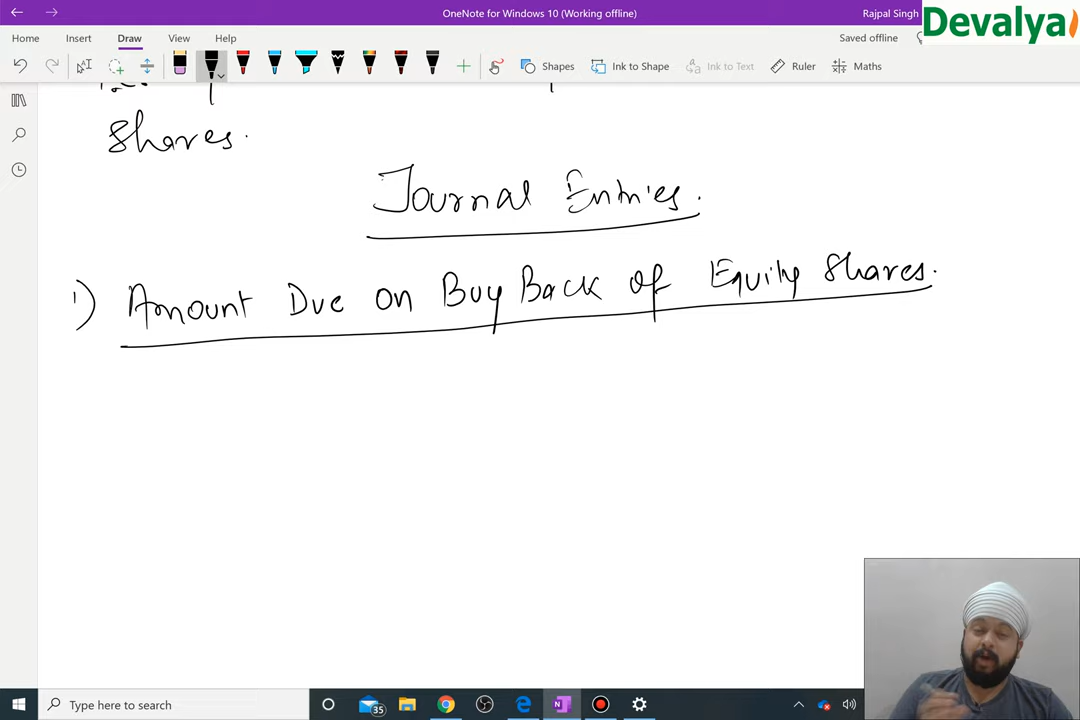 OneNote for Windows 10 (Working offline)
Rajpal Singh
Devalya
Home Insert Draw View Help
Saved offline
Shapes Ink to Shape Ink to Text Ruler Maths
Shares.
Journal Entries.
1) Amount Due on Buy Back of Equity Shares.
Type here to search
35